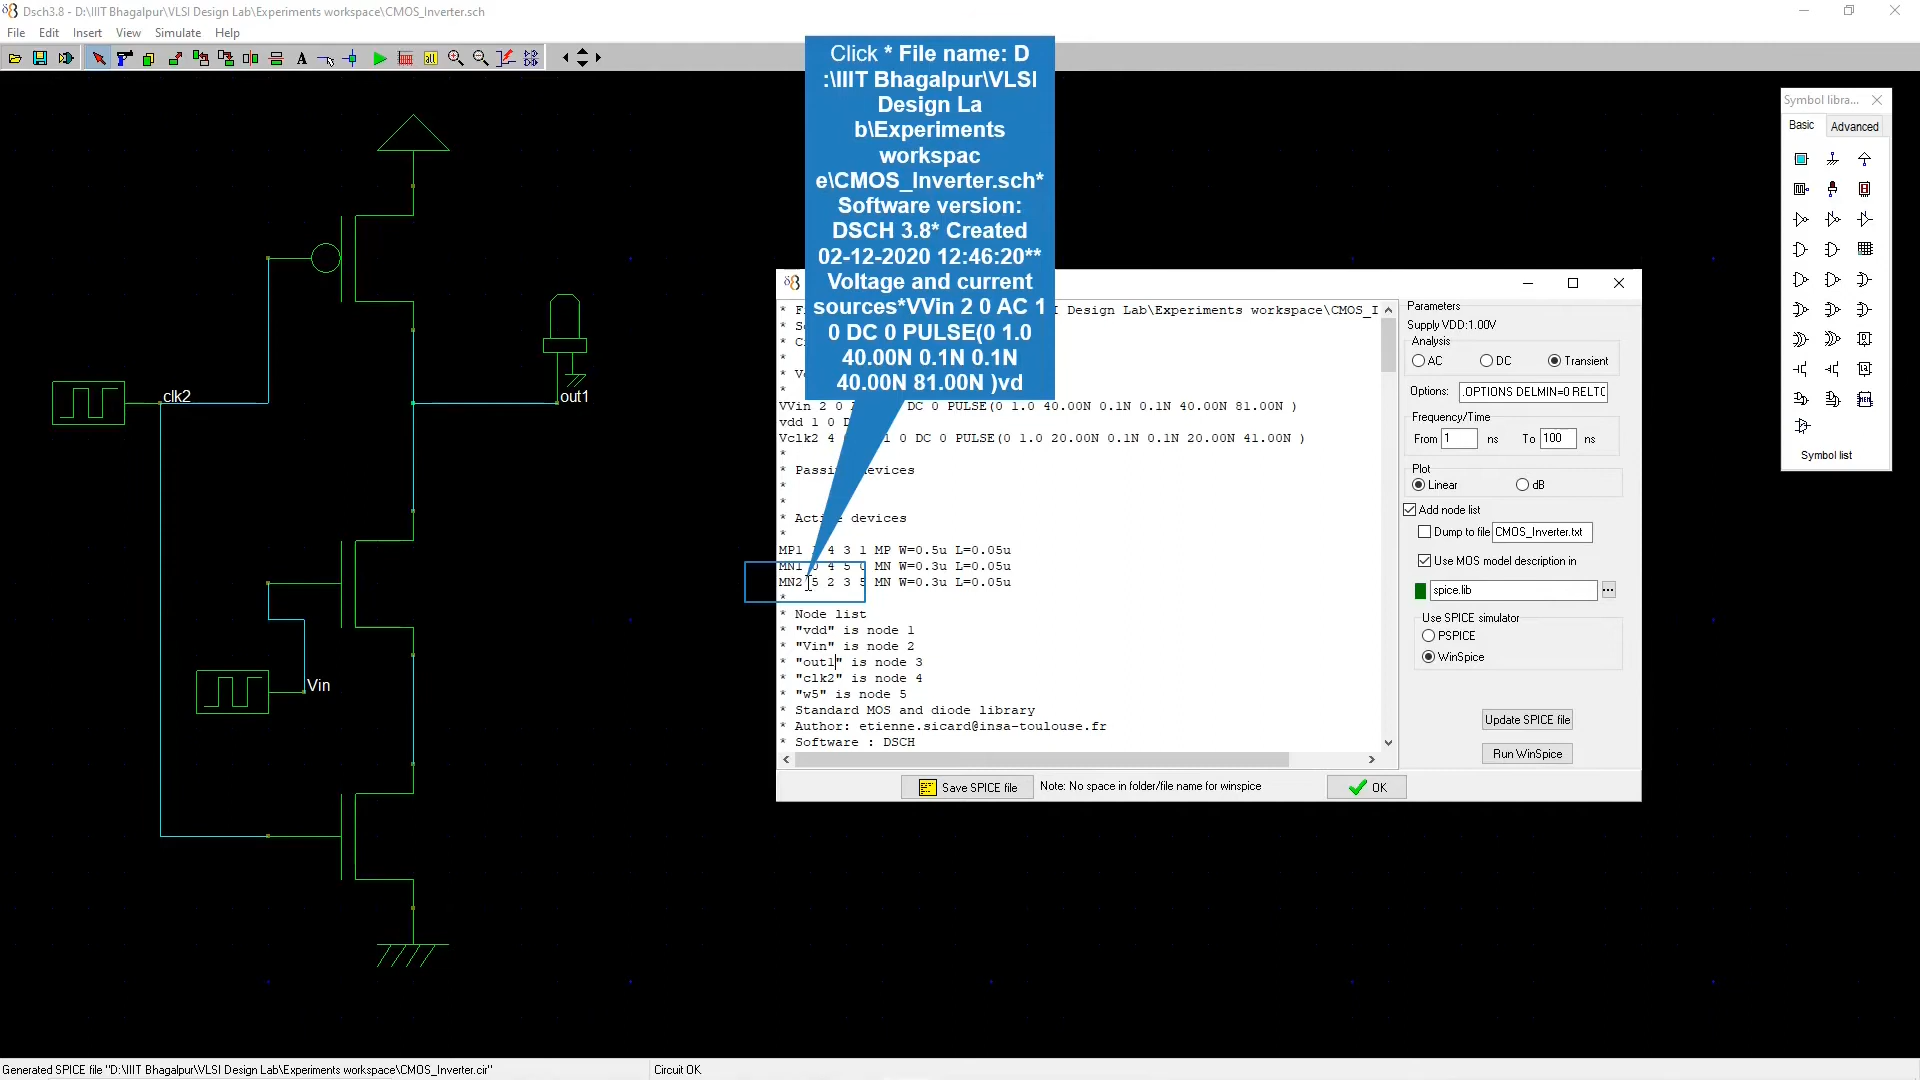 Dsch3.8 - D:\IIIT Bhagalpur\VLSI Design Lab\Experiments workspace\CMOS_Inverter.sch
File Edit Insert View Simulate Help
Click * File name: D
:\IIIT Bhagalpur\VLSI
Design La
b\Experiments
workspac
e\CMOS_Inverter.sch*
Software version:
DSCH 3.8* Created
02-12-2020 12:46:20**
Voltage and current
sources*VVin 2 0 AC 1
0 DC 0 PULSE(0 1.0
40.00N 0.1N 0.1N
40.00N 81.00N )vd
clk2
out1
Vin
* F I Design Lab\Experiments workspace\CMOS_I
* S
* C
*
* V
*
VVin 2 0 DC 0 PULSE(0 1.0 40.00N 0.1N 0.1N 40.00N 81.00N )
vdd 1 0 D
Vclk2 4 0 1 0 DC 0 PULSE(0 1.0 20.00N 0.1N 0.1N 20.00N 41.00N )
*
* Passi evices
*
*
* Acti devices
*
MP1 4 3 1 MP W=0.5u L=0.05u
MN1 0 4 5 0 MN W=0.3u L=0.05u
MN2 5 2 3 5 MN W=0.3u L=0.05u
*
* Node list
* "vdd" is node 1
* "Vin" is node 2
* "out1" is node 3
* "clk2" is node 4
* "w5" is node 5
* Standard MOS and diode library
* Author: etienne.sicard@insa-toulouse.fr
* Software : DSCH
Save SPICE file
Note: No space in folder/file name for winspice
OK
Parameters
Supply VDD:1.00V
Analysis
AC DC Transient
Options: .OPTIONS DELMIN=0 RELTO
Frequency/Time
From 1 ns To 100 ns
Plot
Linear dB
Add node list
Dump to file CMOS_Inverter.txt
Use MOS model description in
spice.lib
Use SPICE simulator
PSPICE
WinSpice
Update SPICE file
Run WinSpice
Symbol libra...
Basic Advanced
Symbol list
Generated SPICE file "D:\IIIT Bhagalpur\VLSI Design Lab\Experiments workspace\CMOS_Inverter.cir"
Circuit OK